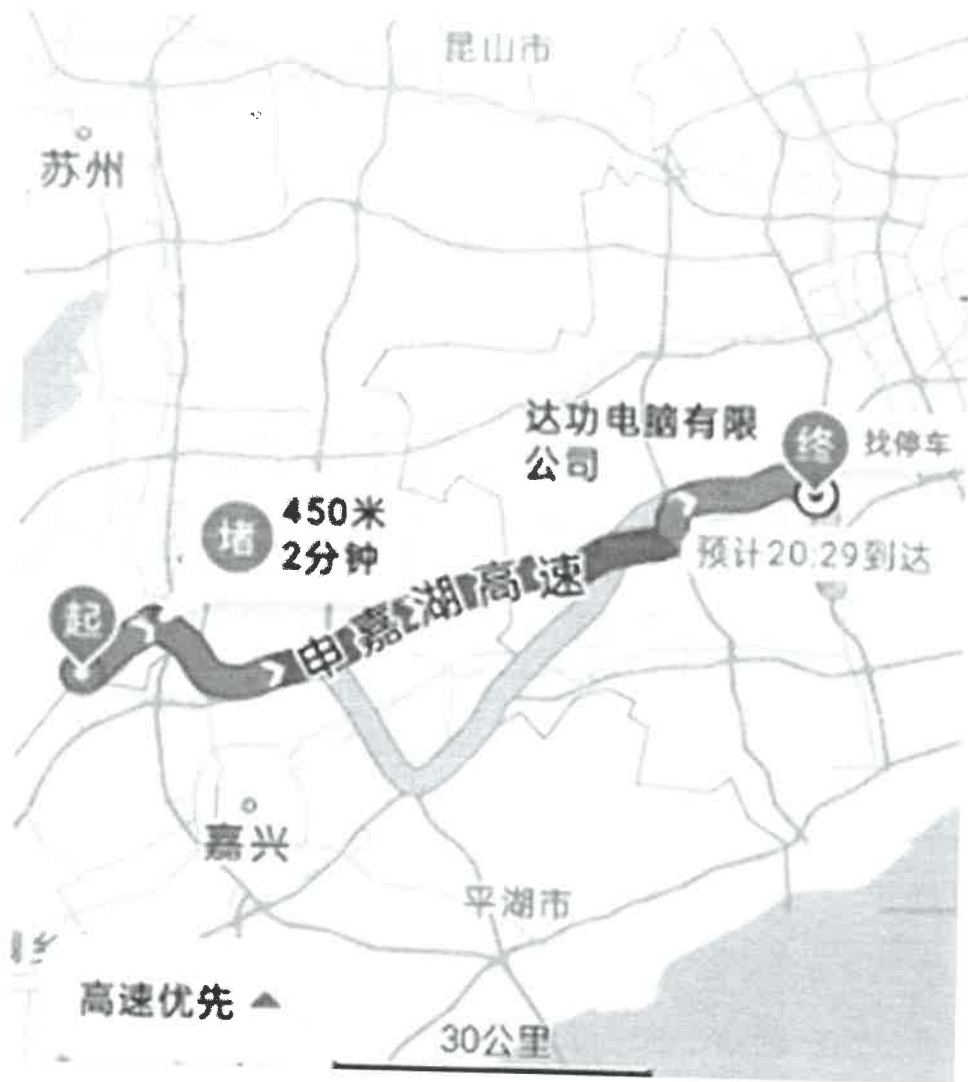 昆山市
苏州
达功电脑有限
公司
终
找停车
堵
450米
2分钟
预计20:29到达
申嘉湖高速
起
嘉兴
平湖市
高速优先
30公里